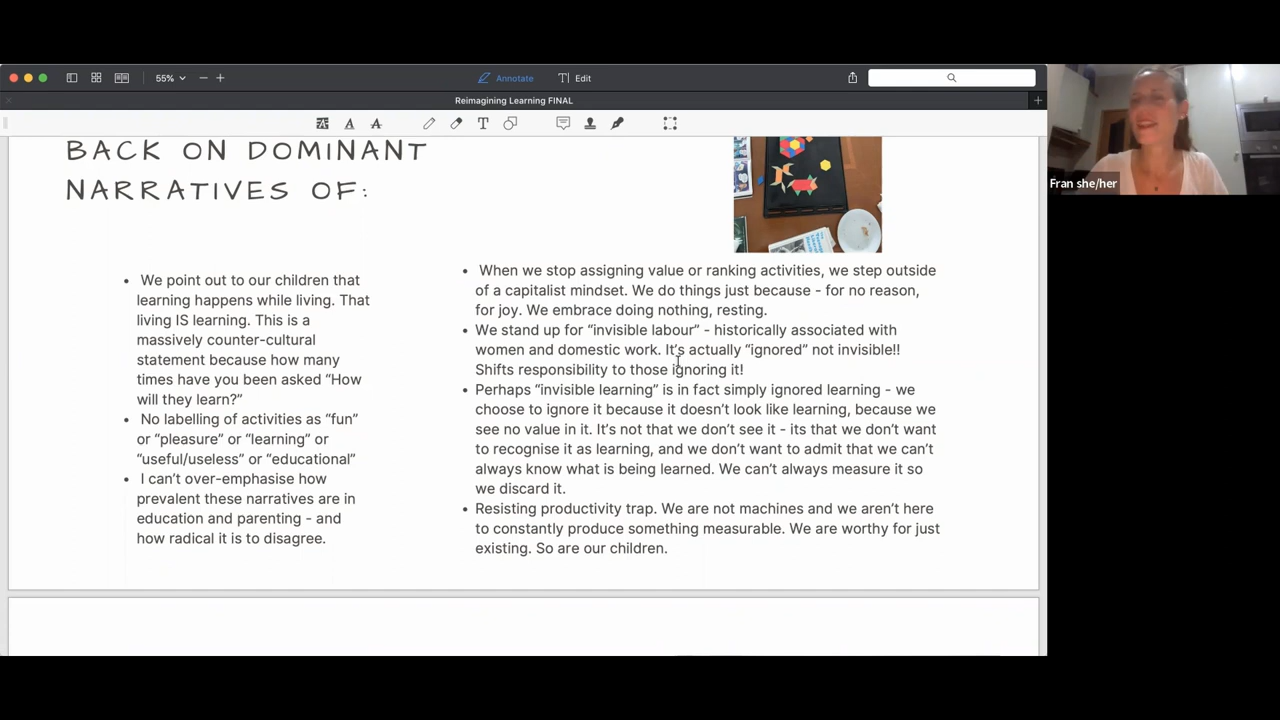 55%
Annotate
Edit
Reimagining Learning FINAL
BACK ON DOMINANT
NARRATIVES OF:
• We point out to our children that
learning happens while living. That
living IS learning. This is a
massively counter-cultural
statement because how many
times have you been asked “How
will they learn?”
• No labelling of activities as “fun”
or “pleasure” or “learning” or
“useful/useless” or “educational”
• I can’t over-emphasise how
prevalent these narratives are in
education and parenting - and
how radical it is to disagree.
• When we stop assigning value or ranking activities, we step outside
of a capitalist mindset. We do things just because - for no reason,
for joy. We embrace doing nothing, resting.
• We stand up for “invisible labour” - historically associated with
women and domestic work. It’s actually “ignored” not invisible!!
Shifts responsibility to those ignoring it!
• Perhaps “invisible learning” is in fact simply ignored learning - we
choose to ignore it because it doesn’t look like learning, because we
see no value in it. It’s not that we don’t see it - its that we don’t want
to recognise it as learning, and we don’t want to admit that we can’t
always know what is being learned. We can’t always measure it so
we discard it.
• Resisting productivity trap. We are not machines and we aren’t here
to constantly produce something measurable. We are worthy for just
existing. So are our children.
Fran she/her